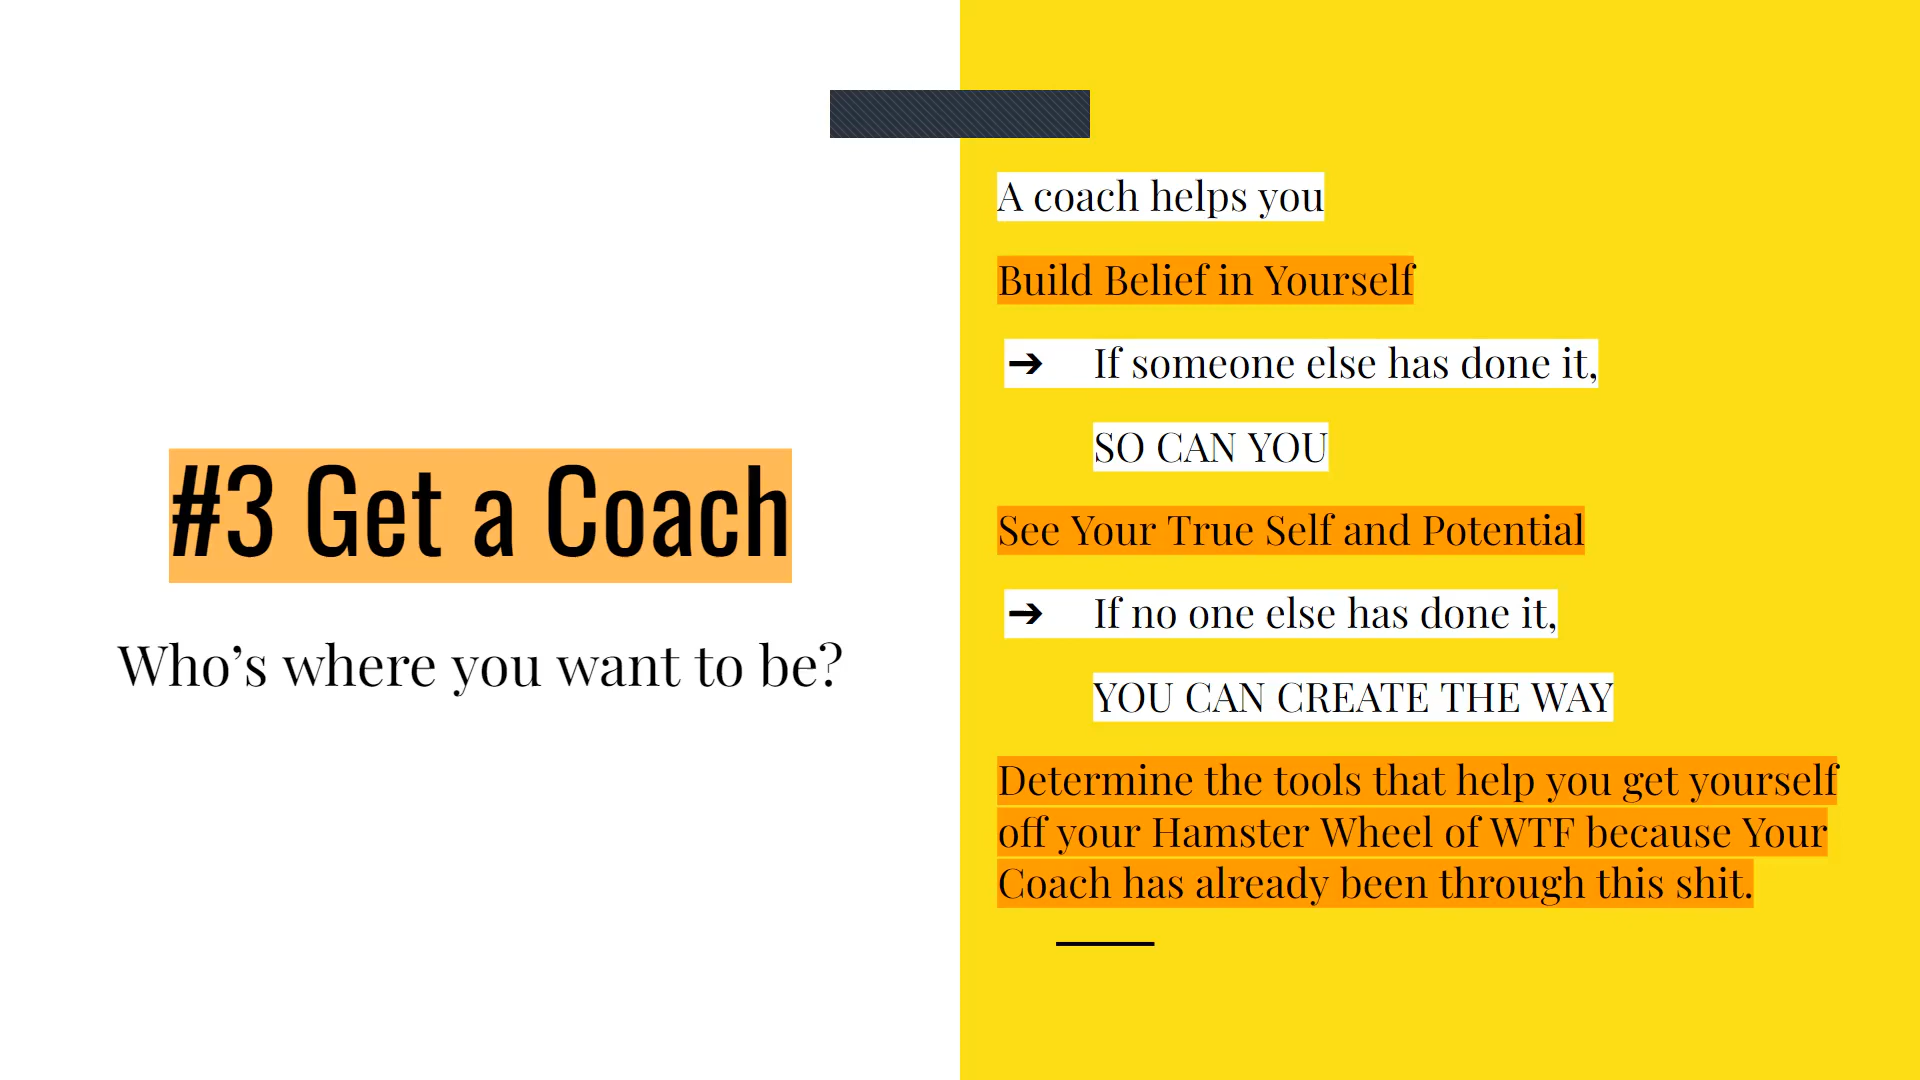 #3 Get a Coach
Who’s where you want to be?
A coach helps you
Build Belief in Yourself
➔ If someone else has done it,
SO CAN YOU
See Your True Self and Potential
➔ If no one else has done it,
YOU CAN CREATE THE WAY
Determine the tools that help you get yourself
off your Hamster Wheel of WTF because Your
Coach has already been through this shit.